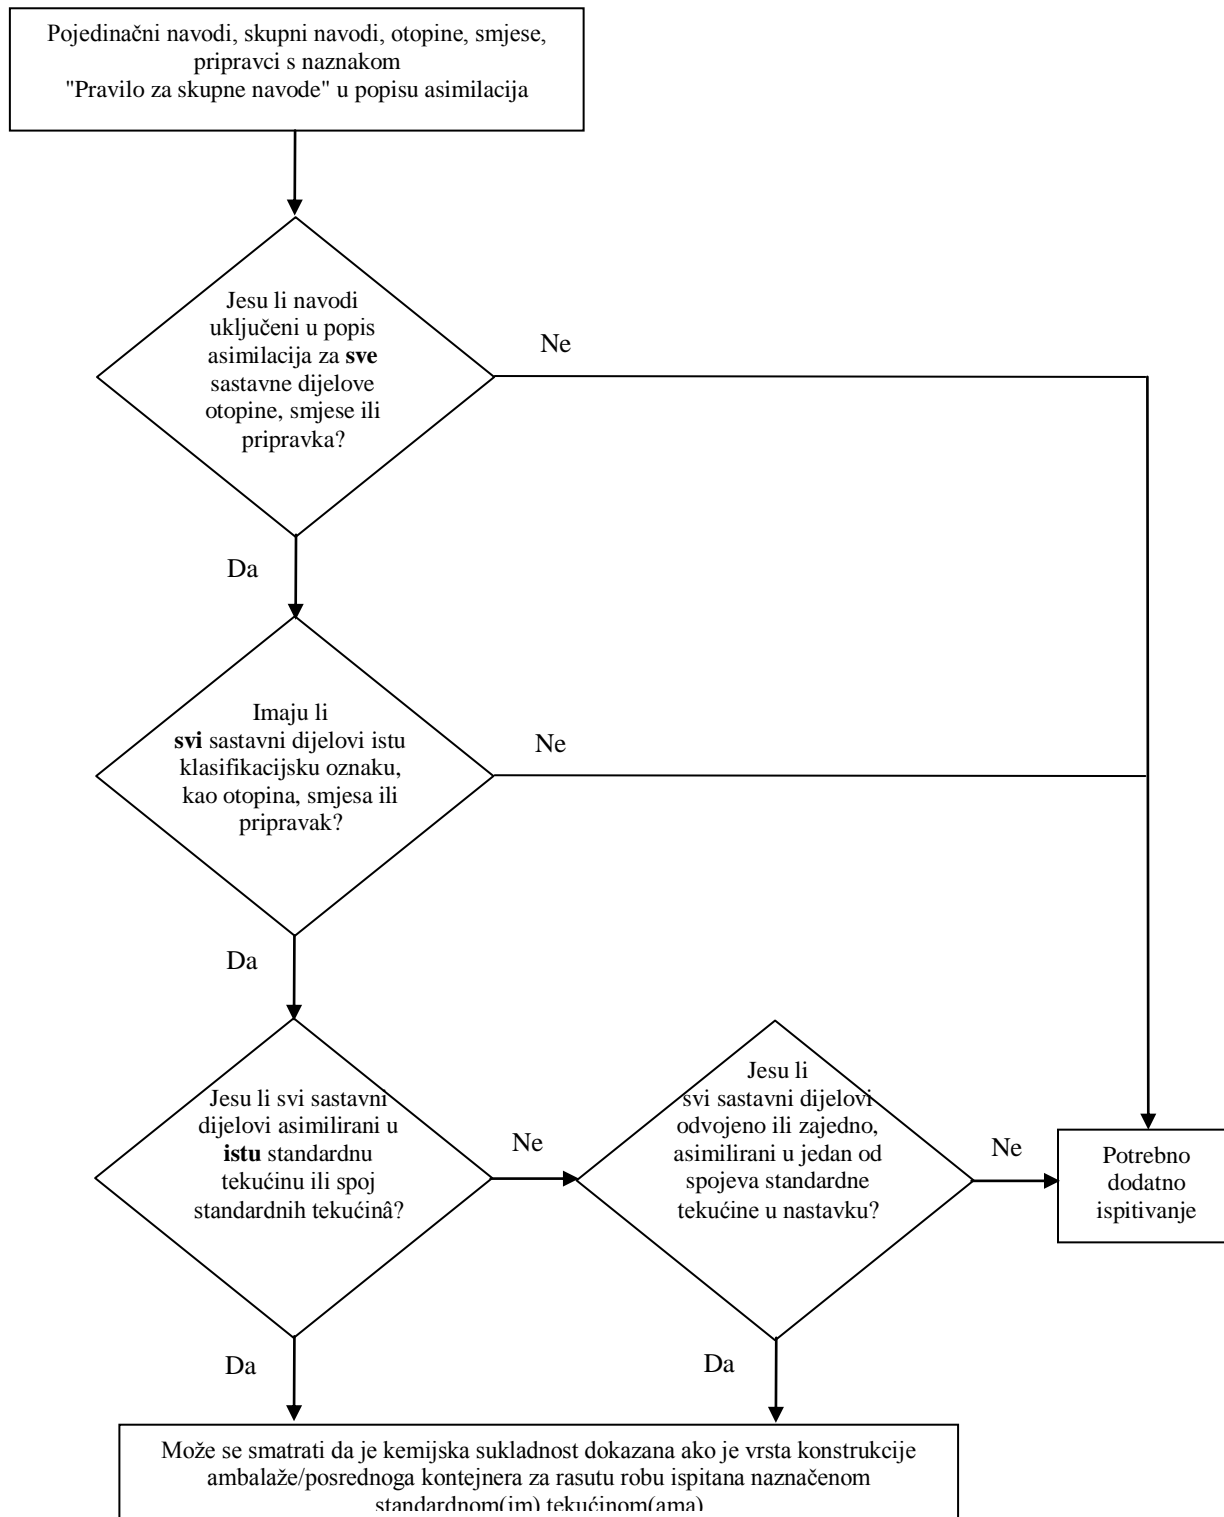 Pojedinačni navodi, skupni navodi, otopine, smjese,
pripravci s naznakom
"Pravilo za skupne navode" u popisu asimilacija
Jesu li navodi
uključeni u popis
asimilacija za sve
sastavne dijelove
otopine, smjese ili
pripravka?
Ne
Da
Imaju li
svi sastavni dijelovi istu
klasifikacijsku oznaku,
kao otopina, smjesa ili
pripravak?
Ne
Da
Jesu li svi sastavni
dijelovi asimilirani u
istu standardnu
tekućinu ili spoj
standardnih tekućinâ?
Ne
Da
Jesu li
svi sastavni dijelovi
odvojeno ili zajedno,
asimilirani u jedan od
spojeva standardne
tekućine u nastavku?
Ne
Da
Potrebno
dodatno
ispitivanje
Može se smatrati da je kemijska sukladnost dokazana ako je vrsta konstrukcije
ambalaže/posrednoga kontejnera za rasutu robu ispitana naznačenom
standardnom(im) tekućinom(ama)